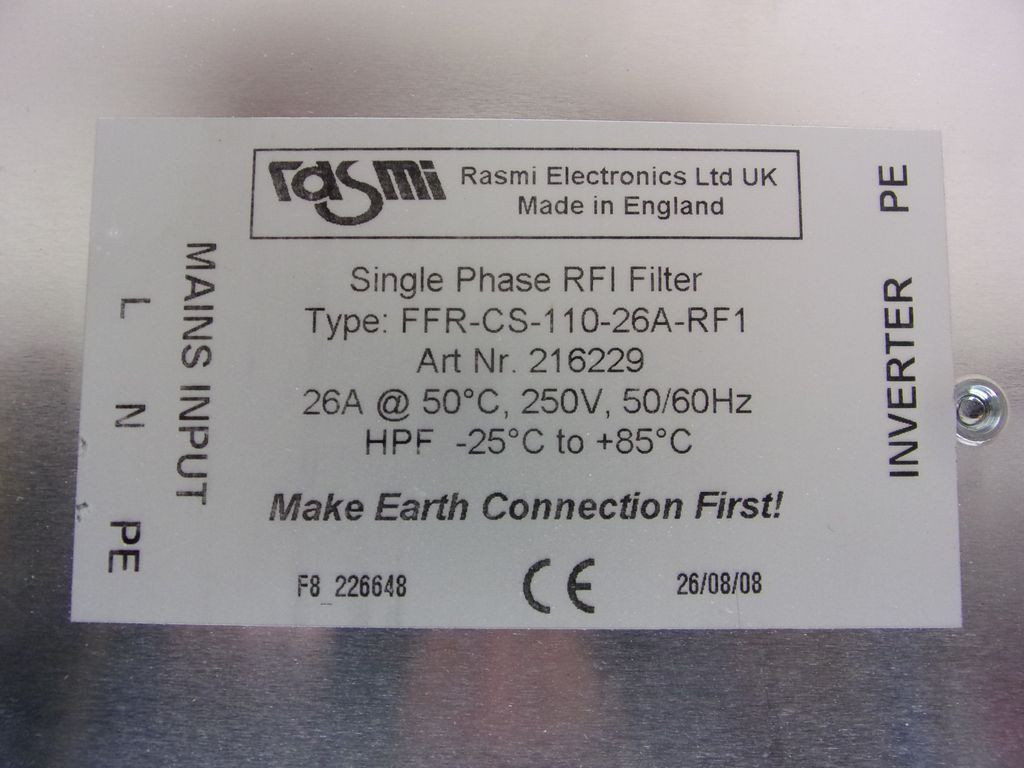 rasmi Rasmi Electronics Ltd UK
Made in England
Single Phase RFI Filter
Type: FFR-CS-110-26A-RF1
Art Nr. 216229
26A @ 50°C, 250V, 50/60Hz
HPF -25°C to +85°C
Make Earth Connection First!
F8_226648 CE 26/08/08
MAINS INPUT
L N PE
INVERTER PE